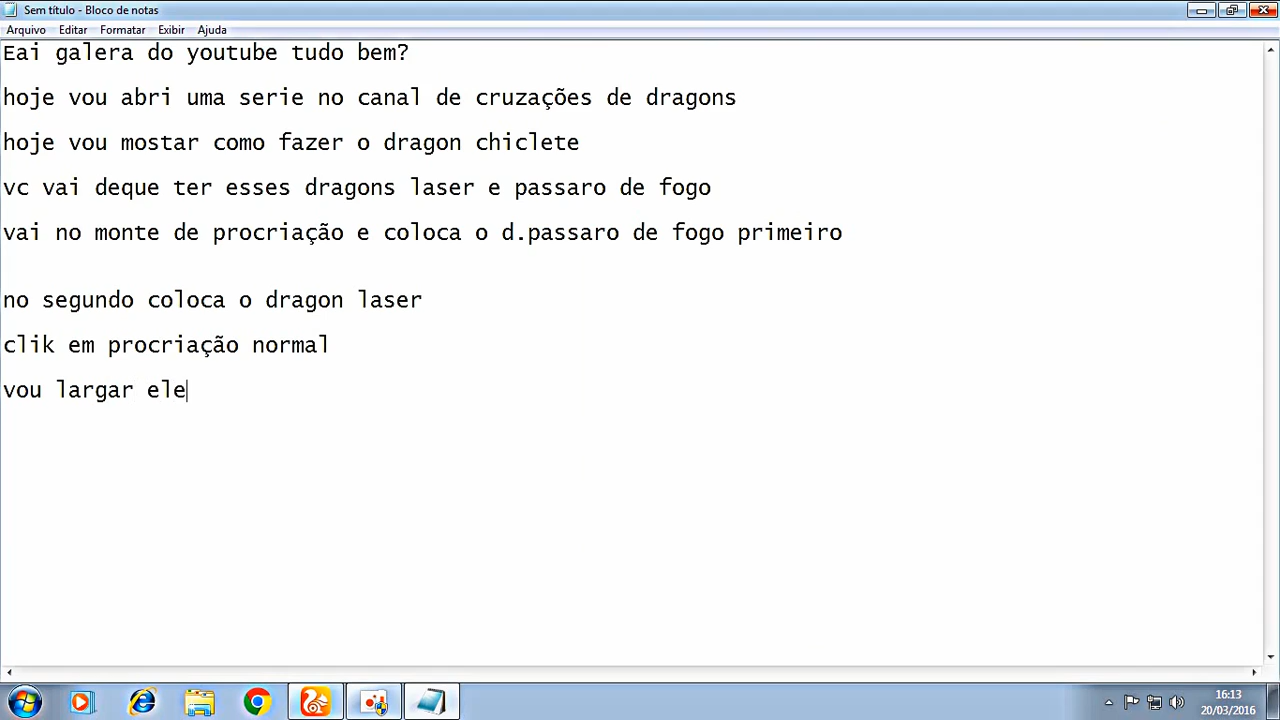 Sem título - Bloco de notas
Arquivo Editar Formatar Exibir Ajuda
Eai galera do youtube tudo bem?
hoje vou abri uma serie no canal de cruzações de dragons
hoje vou mostar como fazer o dragon chiclete
vc vai deque ter esses dragons laser e passaro de fogo
vai no monte de procriação e coloca o d.passaro de fogo primeiro
no segundo coloca o dragon laser
clik em procriação normal
vou largar ele
16:13
20/03/2016